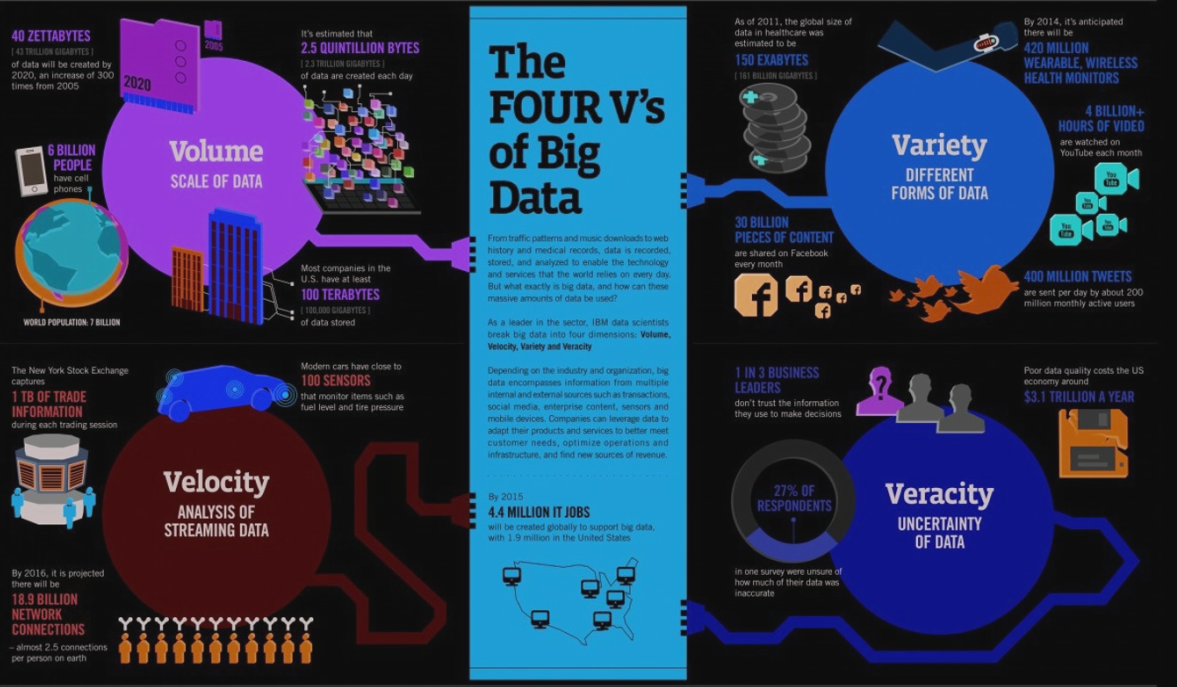 40 ZETTABYTES
[ 43 TRILLION GIGABYTES ]
of data will be created by
2020, an increase of 300
times from 2005
2005
2020
It's estimated that
2.5 QUINTILLION BYTES
[ 2.3 TRILLION GIGABYTES ]
of data are created each day
6 BILLION
PEOPLE
have cell
phones
Volume
SCALE OF DATA
WORLD POPULATION: 7 BILLION
Most companies in the
U.S. have at least
100 TERABYTES
[ 100,000 GIGABYTES ]
of data stored
The New York Stock Exchange
captures
1 TB OF TRADE
INFORMATION
during each trading session
Modern cars have close to
100 SENSORS
that monitor items such as
fuel level and tire pressure
Velocity
ANALYSIS OF
STREAMING DATA
By 2016, it is projected
there will be
18.9 BILLION
NETWORK
CONNECTIONS
– almost 2.5 connections
per person on earth
The
FOUR V's
of Big
Data
From traffic patterns and music downloads to web
history and medical records, data is recorded,
stored, and analyzed to enable the technology
and services that the world relies on every day.
But what exactly is big data, and how can these
massive amounts of data be used?
As a leader in the sector, IBM data scientists
break big data into four dimensions: Volume,
Velocity, Variety and Veracity
Depending on the industry and organization, big
data encompasses information from multiple
internal and external sources such as transactions,
social media, enterprise content, sensors and
mobile devices. Companies can leverage data to
adapt their products and services to better meet
customer needs, optimize operations and
infrastructure, and find new sources of revenue.
By 2015
4.4 MILLION IT JOBS
will be created globally to support big data,
with 1.9 million in the United States
As of 2011, the global size of
data in healthcare was
estimated to be
150 EXABYTES
[ 161 BILLION GIGABYTES ]
By 2014, it's anticipated
there will be
420 MILLION
WEARABLE, WIRELESS
HEALTH MONITORS
4 BILLION+
HOURS OF VIDEO
are watched on
YouTube each month
You
Tube
You
Tube
You
Tube
You
Tube
Variety
DIFFERENT
FORMS OF DATA
30 BILLION
PIECES OF CONTENT
are shared on Facebook
every month
f
f
f
f
f
f
f
400 MILLION TWEETS
are sent per day by about 200
million monthly active users
1 IN 3 BUSINESS
LEADERS
don't trust the information
they use to make decisions
?
Poor data quality costs the US
economy around
$3.1 TRILLION A YEAR
27% OF
RESPONDENTS
in one survey were unsure of
how much of their data was
inaccurate
Veracity
UNCERTAINTY
OF DATA